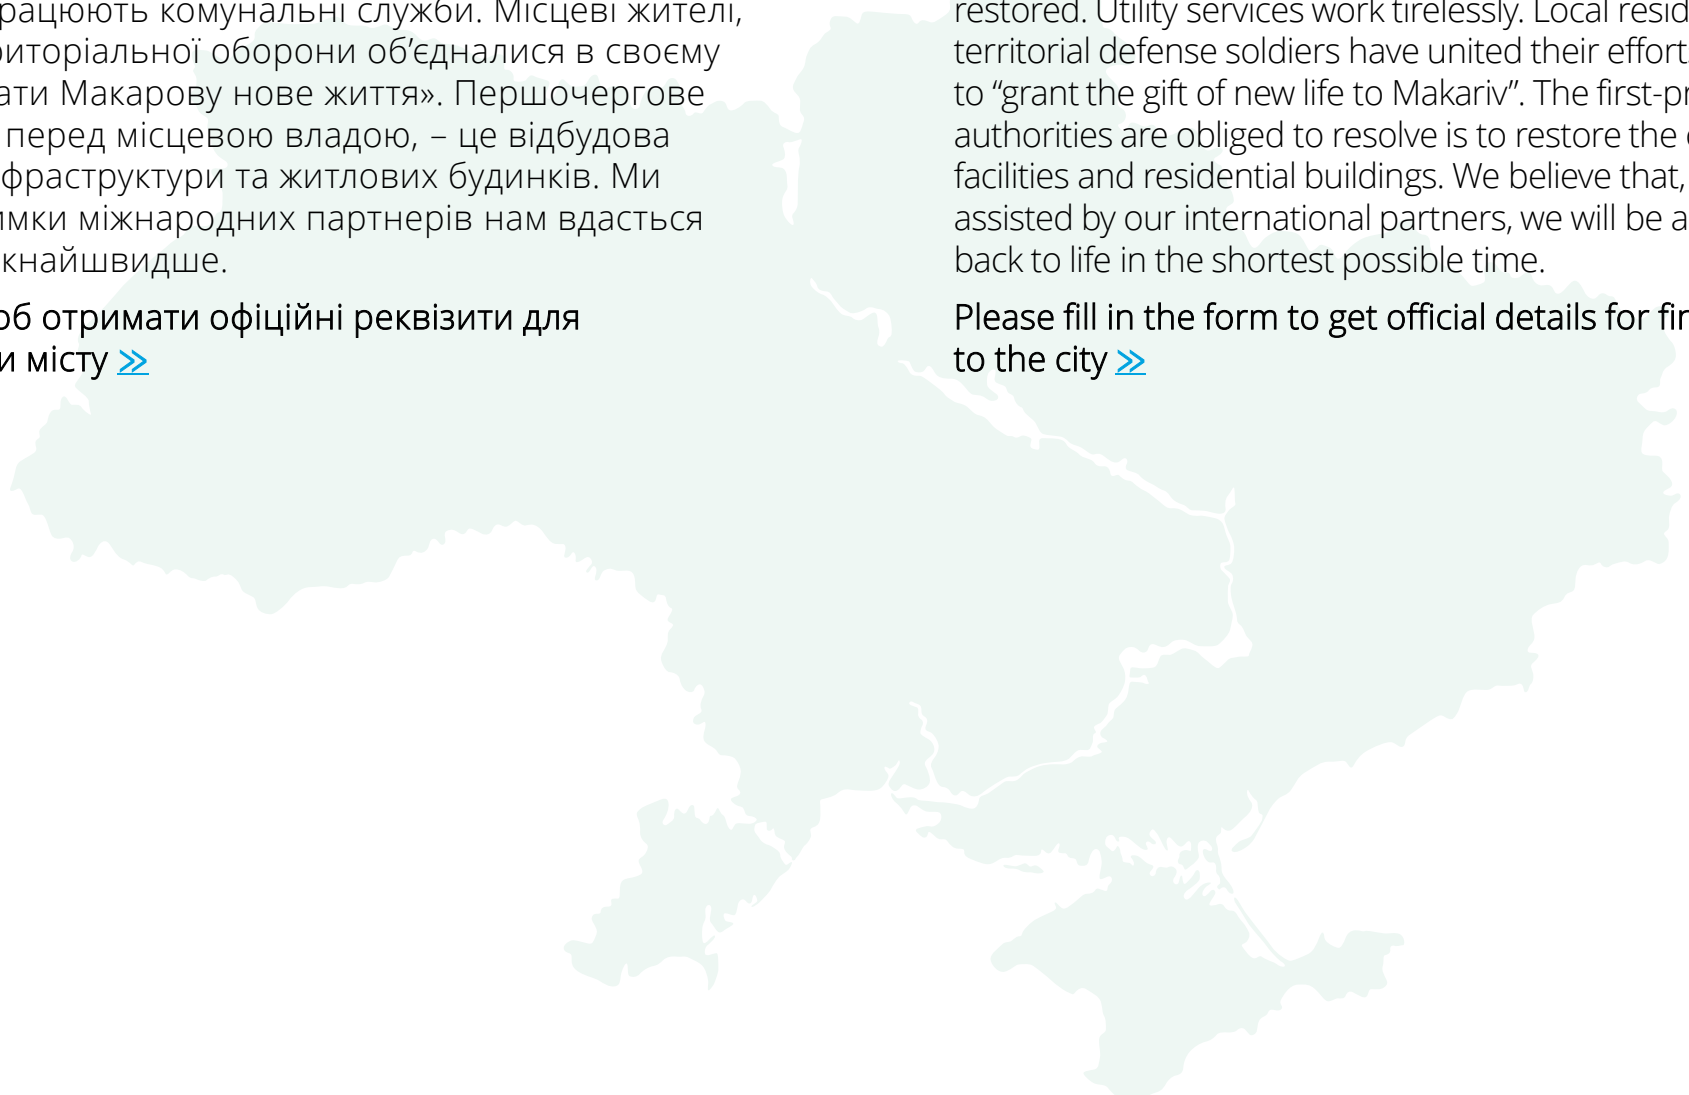 рацюють комунальні служби. Місцеві жителі,
риторіальної оборони об’єдналися в своєму
ати Макарову нове життя». Першочергове
перед місцевою владою, – це відбудова
фраструктури та житлових будинків. Ми
имки міжнародних партнерів нам вдасться
кнайшвидше.
об отримати офіційні реквізити для
и місту >>
restored. Utility services work tirelessly. Local resid
territorial defense soldiers have united their effort
to “grant the gift of new life to Makariv”. The first-pr
authorities are obliged to resolve is to restore the
facilities and residential buildings. We believe that,
assisted by our international partners, we will be a
back to life in the shortest possible time.
Please fill in the form to get official details for fin
to the city >>